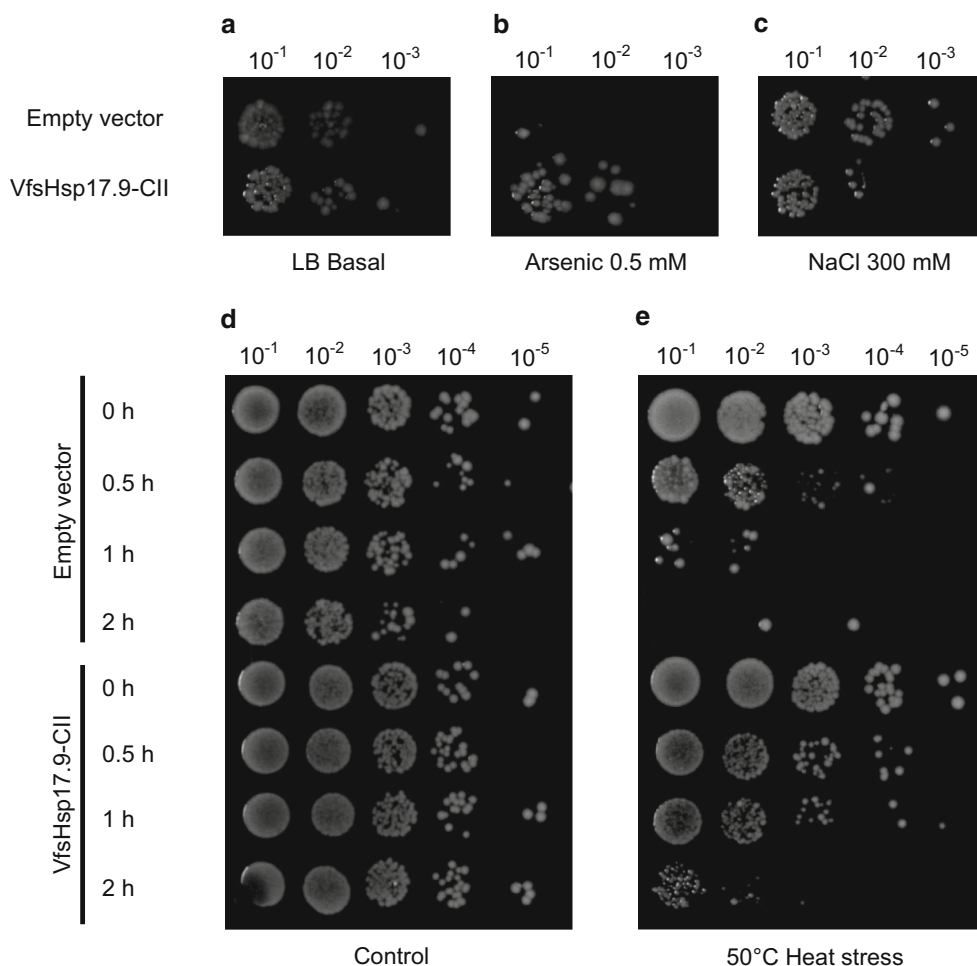 a
b
c
10⁻¹ 10⁻² 10⁻³
10⁻¹ 10⁻² 10⁻³
10⁻¹ 10⁻² 10⁻³
Empty vector
VfsHsp17.9-CII
LB Basal
Arsenic 0.5 mM
NaCl 300 mM
d
e
10⁻¹ 10⁻² 10⁻³ 10⁻⁴ 10⁻⁵
10⁻¹ 10⁻² 10⁻³ 10⁻⁴ 10⁻⁵
Empty vector
0 h
0.5 h
1 h
2 h
VfsHsp17.9-CII
0 h
0.5 h
1 h
2 h
Control
50°C Heat stress